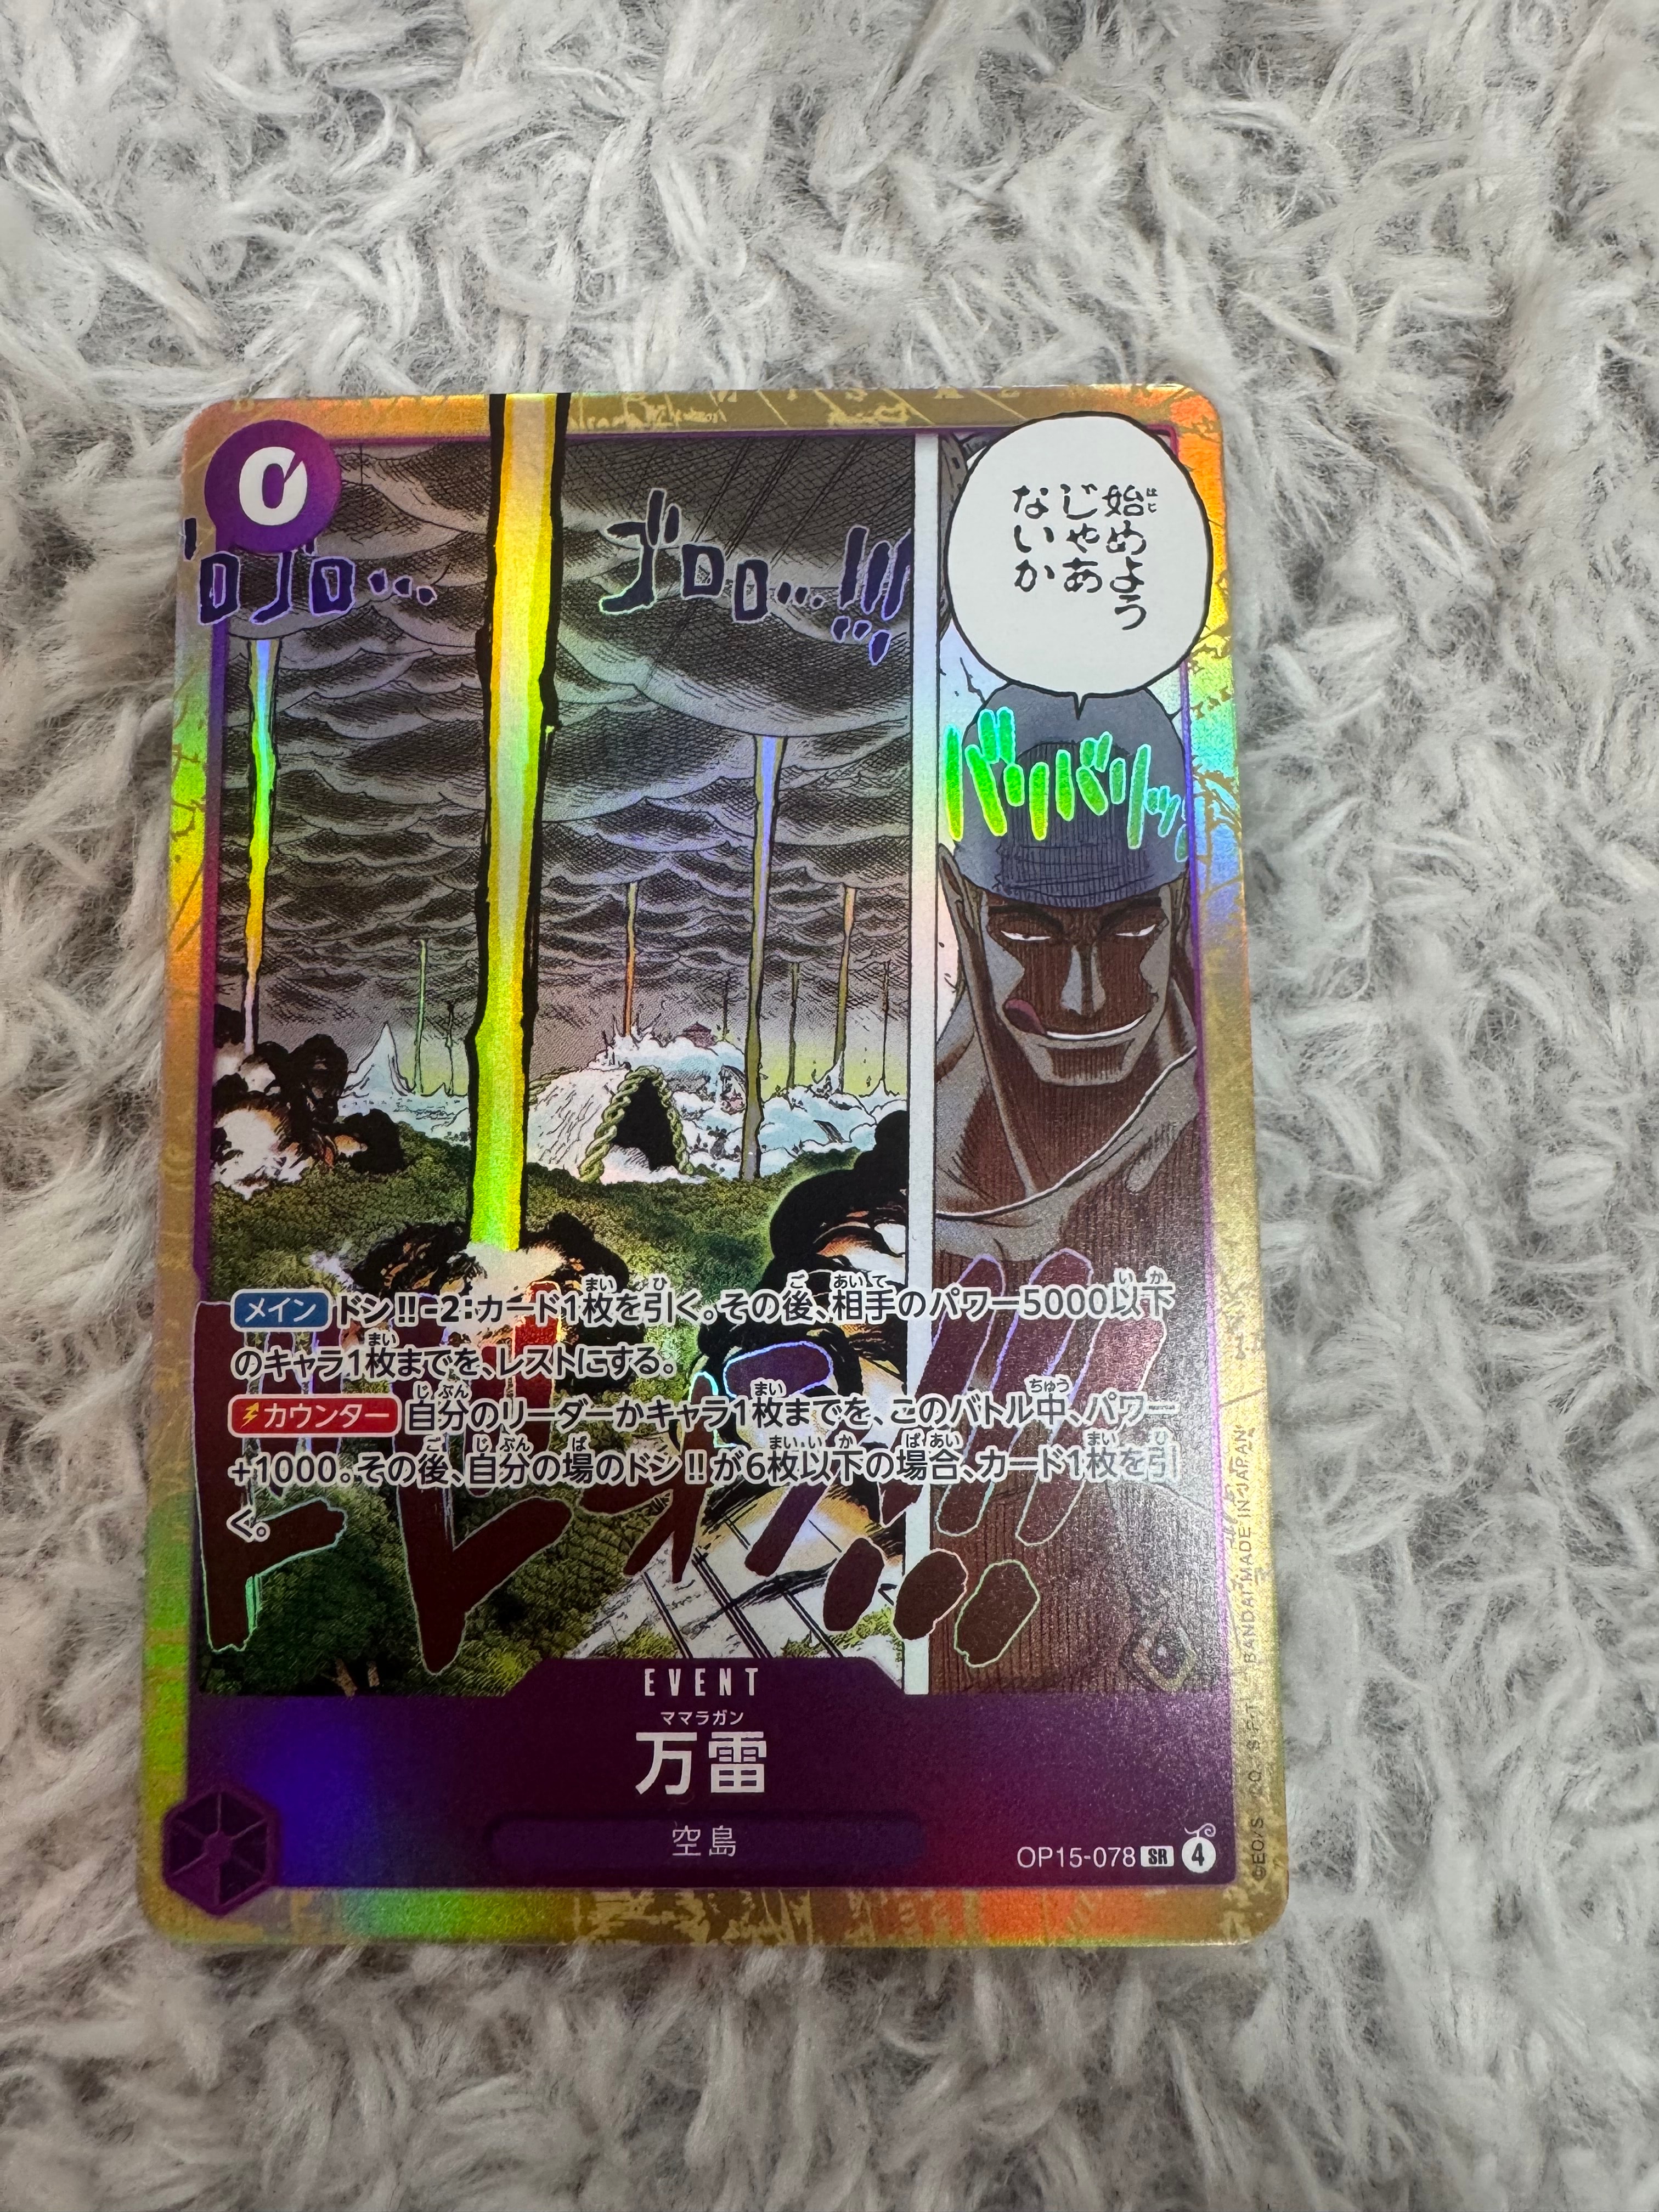 0
始めよう
じゃあ
ないか
ゴロゴロ…
ゴロロ…!!!
バリバリッ
メイン ドン!!-2:カード1枚を引く。その後、相手のパワー5000以下
のキャラ1枚までを、レストにする。
カウンター 自分のリーダーかキャラ1枚までを、このバトル中、パワー
+1000。その後、自分の場のドン!!が6枚以下の場合、カード1枚を引
く。
EVENT
ママラガン
万雷
空島
OP15-078 SR 4
BANDAI MADE IN JAPAN